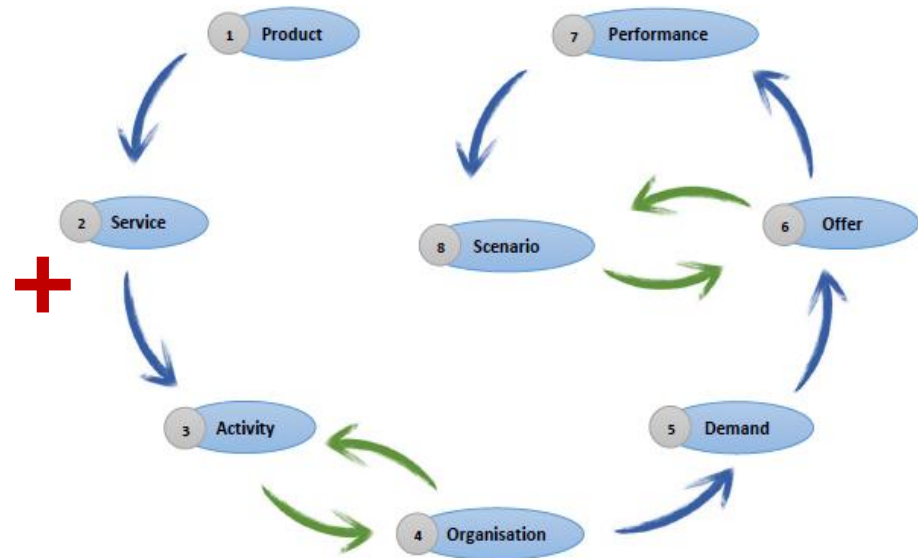 1 Product
2 Service
3 Activity
4 Organisation
5 Demand
6 Offer
7 Performance
8 Scenario